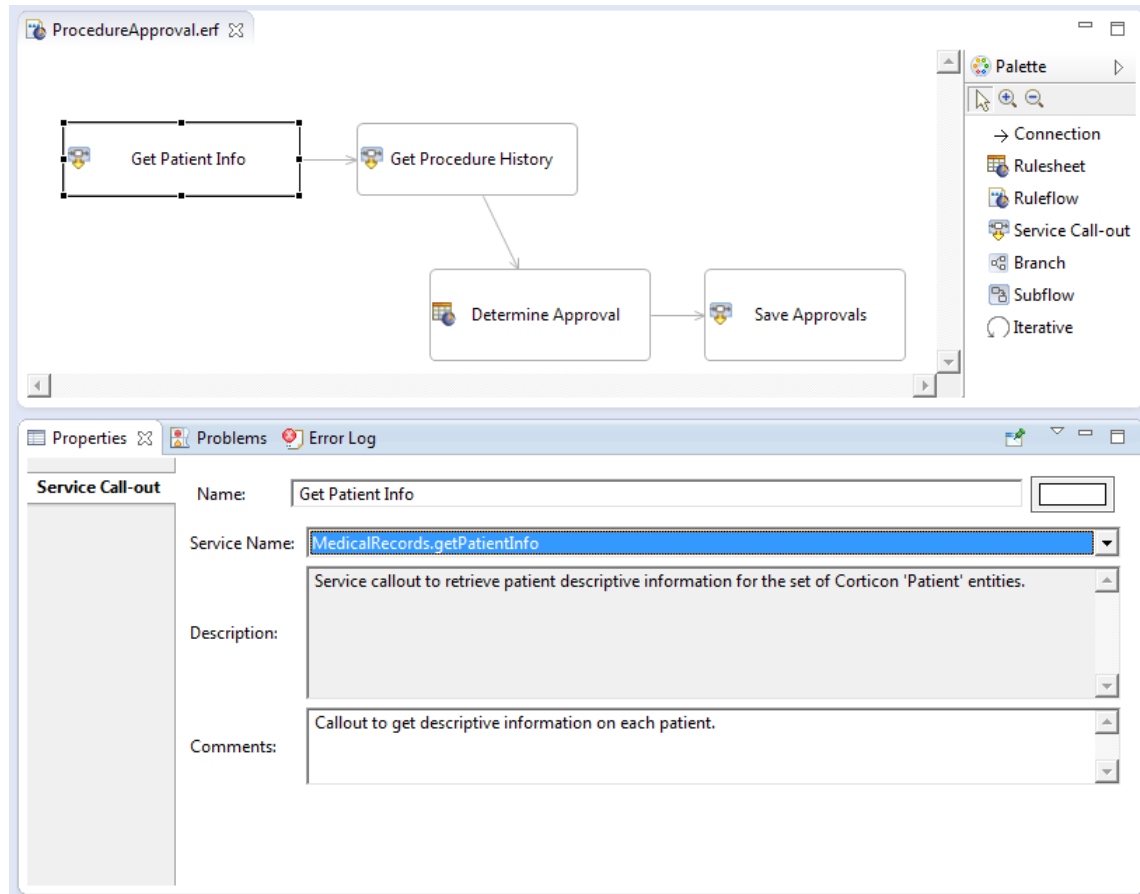 ProcedureApproval.erf
Palette
Get Patient Info
Get Procedure History
Determine Approval
Save Approvals
Connection
Rulesheet
Ruleflow
Service Call-out
Branch
Subflow
Iterative
Properties
Problems
Error Log
Service Call-out
Name:
Get Patient Info
Service Name:
MedicalRecords.getPatientInfo
Description:
Service callout to retrieve patient descriptive information for the set of Corticon 'Patient' entities.
Comments:
Callout to get descriptive information on each patient.